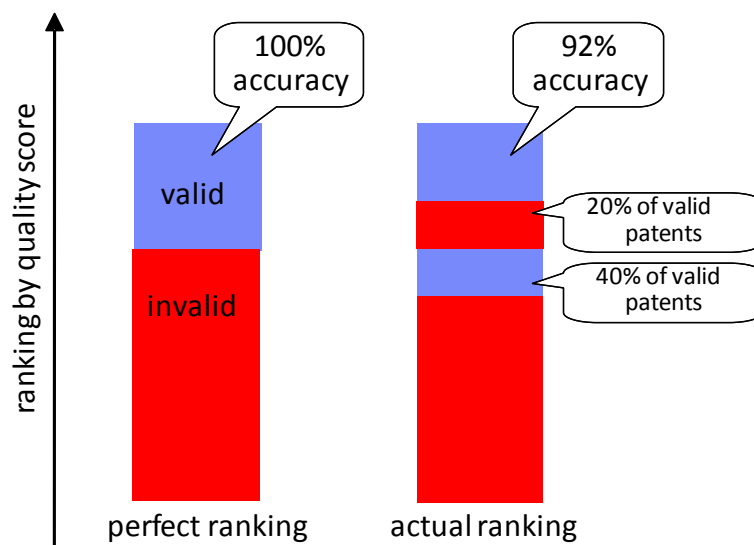 100%
accuracy
92%
accuracy
ranking by quality score
valid
invalid
20% of valid
patents
40% of valid
patents
perfect ranking
actual ranking